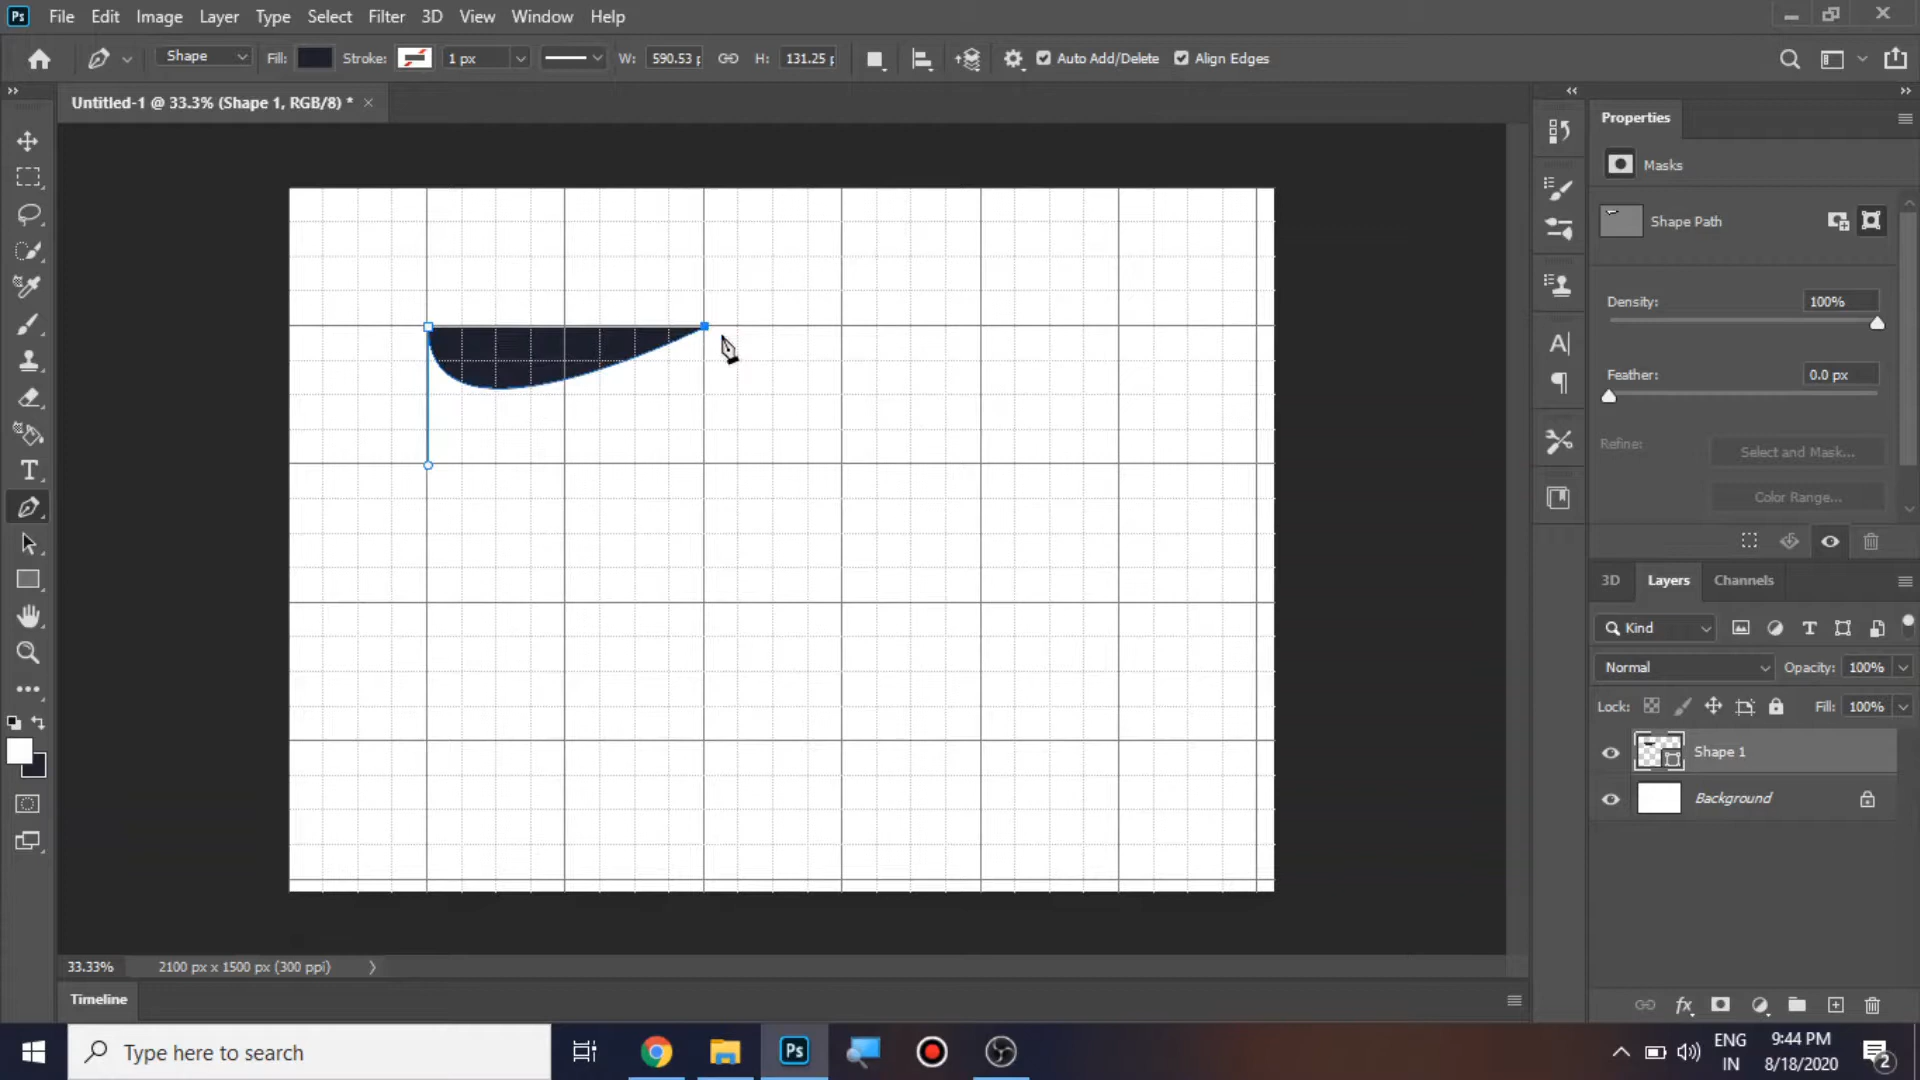 Ps File Edit Image Layer Type Select Filter 3D View Window Help
Shape Fill: Stroke: 1 px W: 590.53 p H: 131.25 p Auto Add/Delete Align Edges
Untitled-1 @ 33.3% (Shape 1, RGB/8) *
Properties
Masks
Shape Path
Density: 100%
Feather: 0.0 px
Refine: Select and Mask...
Color Range...
3D Layers Channels
Kind
Normal Opacity: 100%
Lock: Fill: 100%
Shape 1
Background
33.33% 2100 px x 1500 px (300 ppi)
Timeline
Type here to search
Ps
ENG
IN
9:44 PM
8/18/2020
2